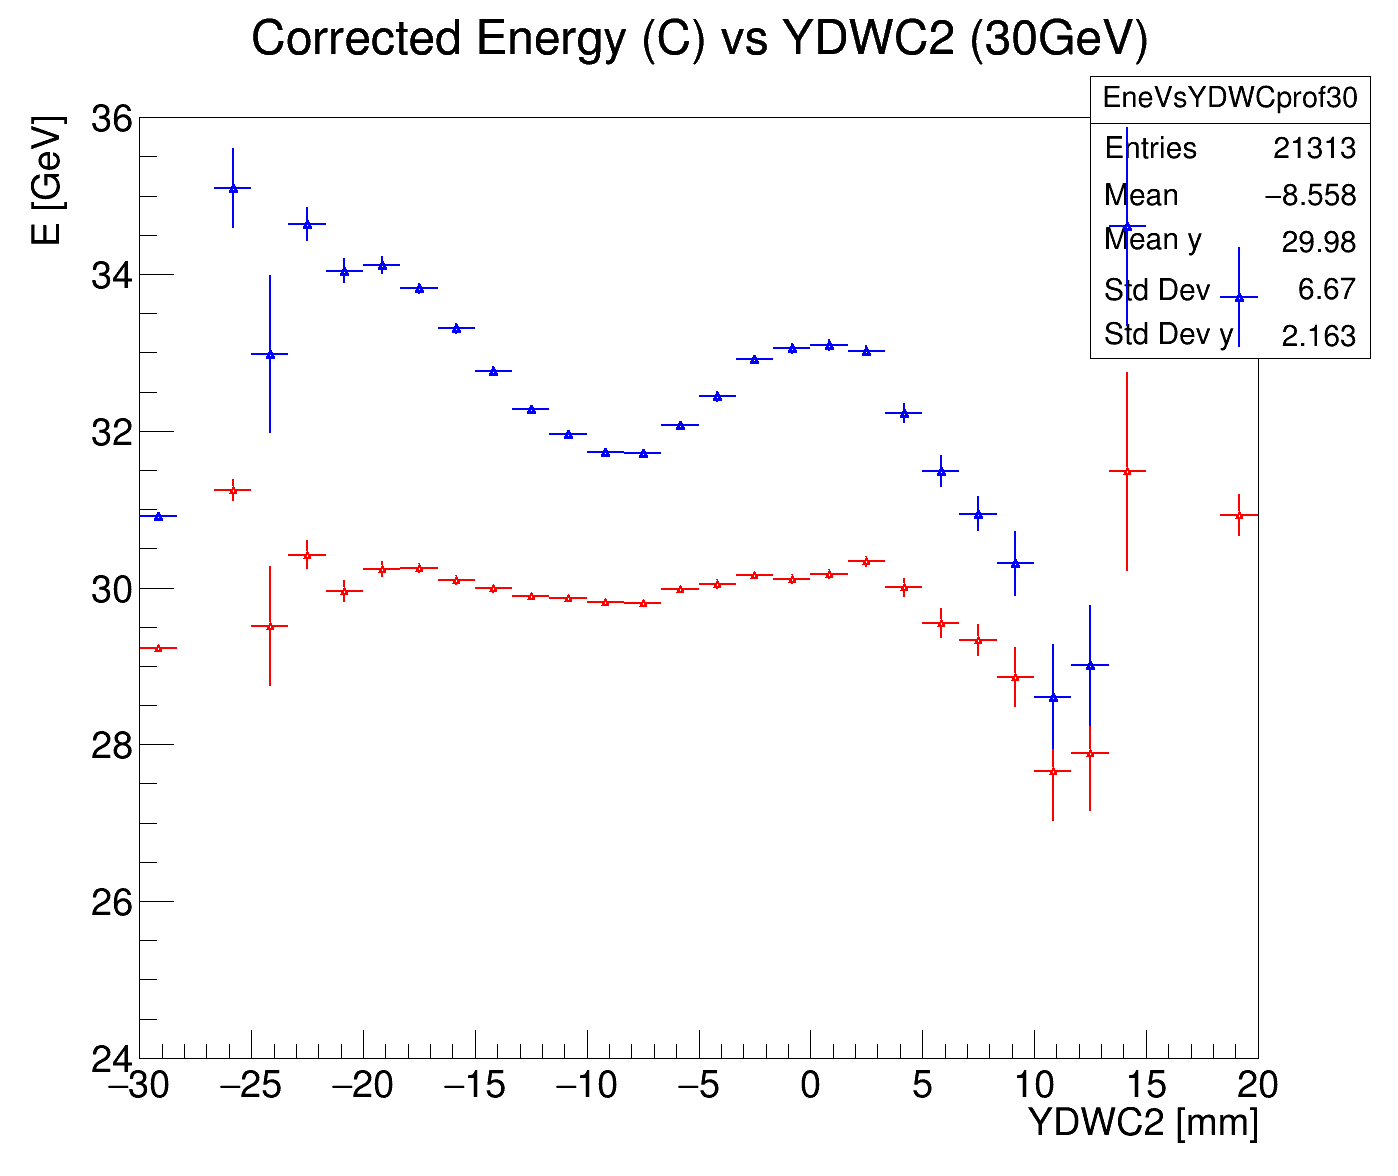 Corrected Energy (C) vs YDWC2 (30GeV)
EneVsYDWCprof30
Entries 21313
Mean −8.558
Mean y 29.98
Std Dev 6.67
Std Dev y 2.163
E [GeV]
36
34
32
30
28
26
24
−30 −25 −20 −15 −10 −5 0 5 10 15 20
YDWC2 [mm]